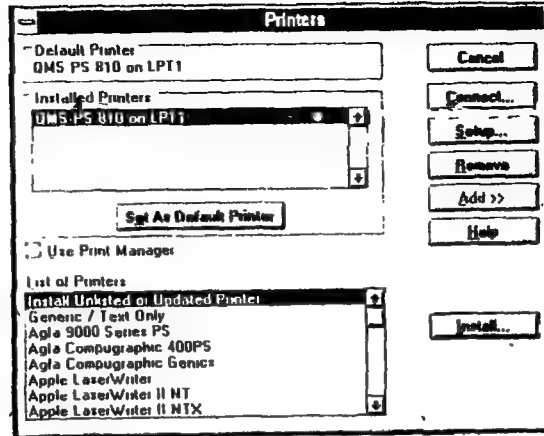 Printers
Default Printer
QMS PS 810 on LPT1
Installed Printers
QMS PS 810 on LPT1
Set As Default Printer
Use Print Manager
List of Printers
Install Unlisted or Updated Printer
Generic / Text Only
Agfa 9000 Series PS
Agfa Compugraphic 400PS
Agfa Compugraphic Genics
Apple LaserWriter
Apple LaserWriter II NT
Apple LaserWriter II NTX
Cancel
Connect...
Setup...
Remove
Add >>
Help
Install...